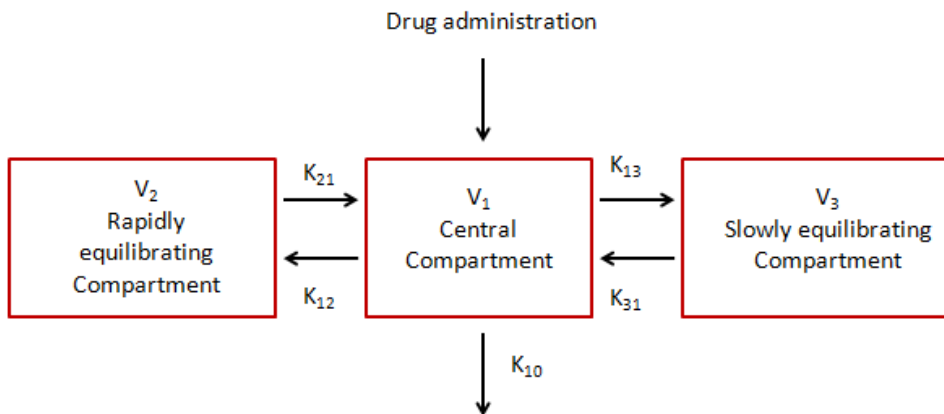 Drug administration
K21
K13
V2
Rapidly
equilibrating
Compartment
V1
Central
Compartment
V3
Slowly equilibrating
Compartment
K12
K31
K10